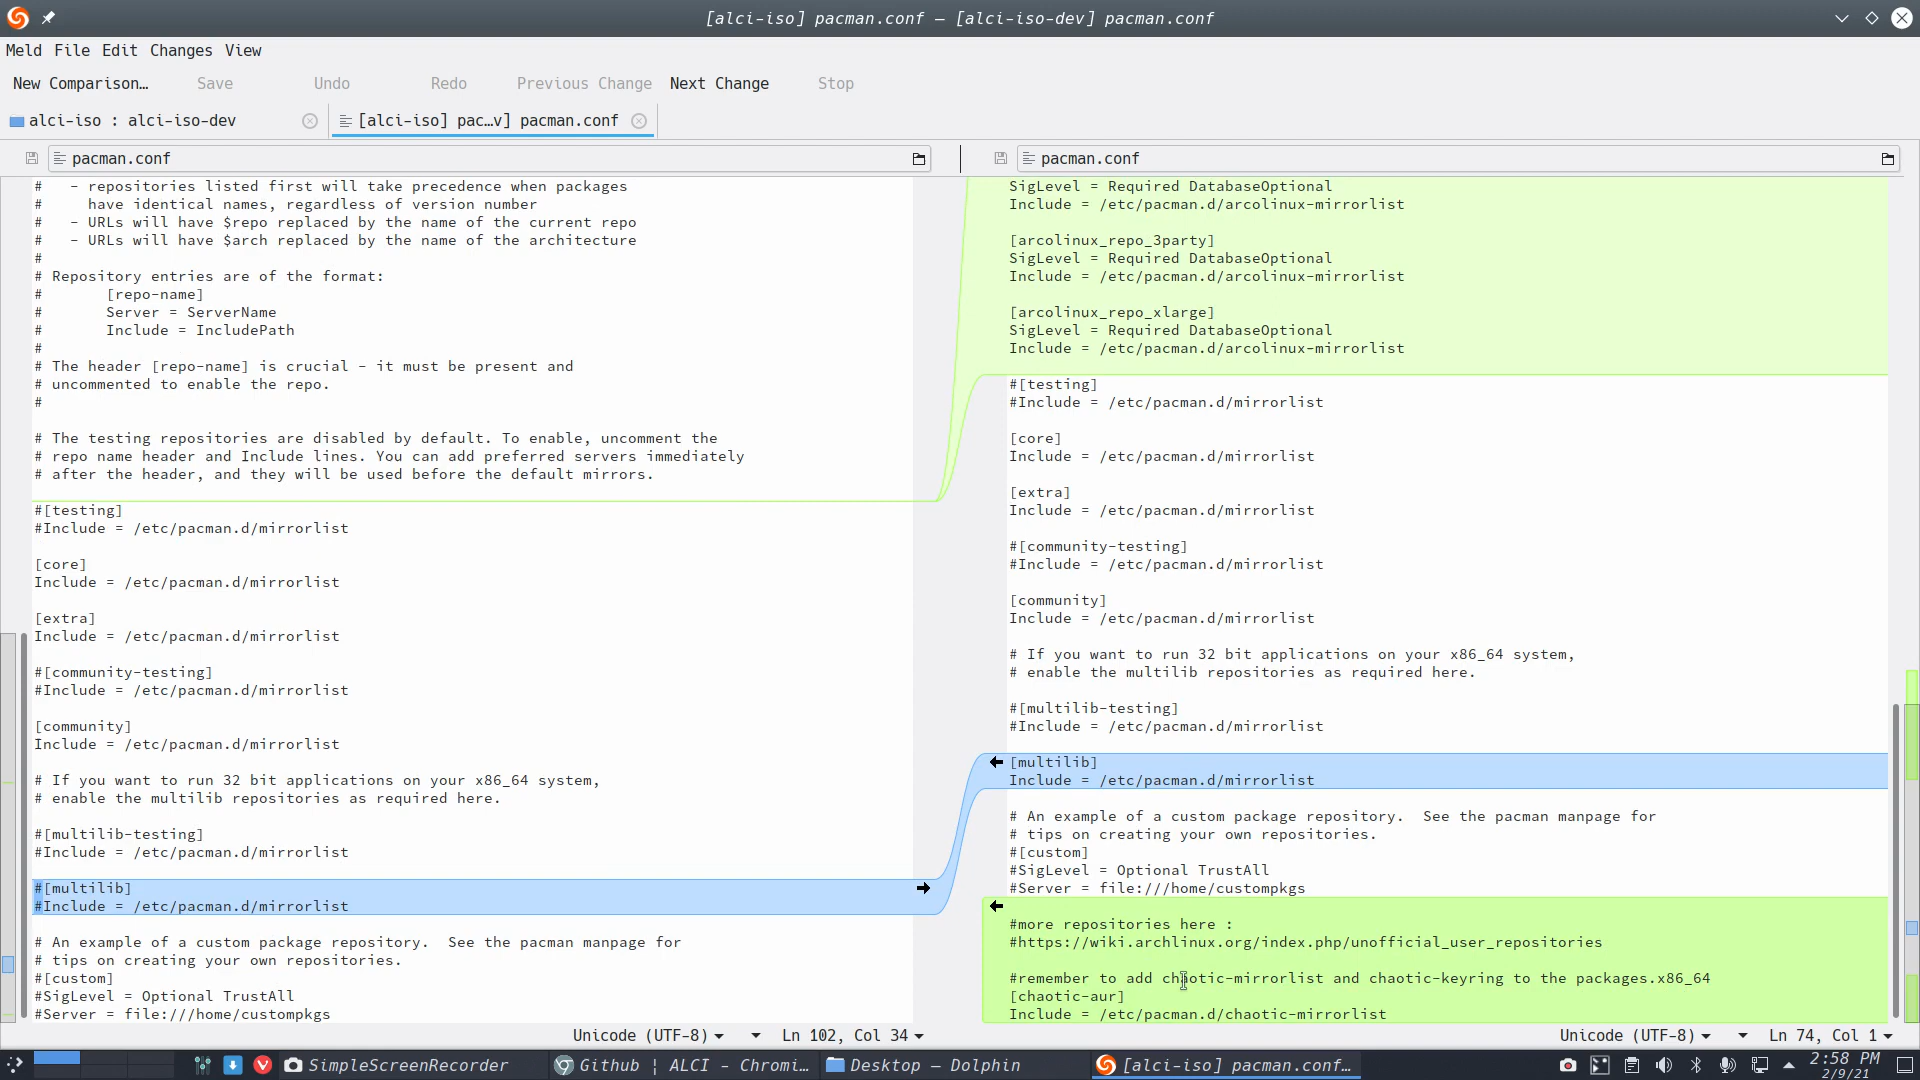 [alci-iso] pacman.conf — [alci-iso-dev] pacman.conf
Meld File Edit Changes View
New Comparison… Save Undo Redo Previous Change Next Change Stop
alci-iso : alci-iso-dev
[alci-iso] pac…v] pacman.conf
pacman.conf
#   - repositories listed first will take precedence when packages
#     have identical names, regardless of version number
#   - URLs will have $repo replaced by the name of the current repo
#   - URLs will have $arch replaced by the name of the architecture
#
# Repository entries are of the format:
#       [repo-name]
#       Server = ServerName
#       Include = IncludePath
#
# The header [repo-name] is crucial - it must be present and
# uncommented to enable the repo.
#
# The testing repositories are disabled by default. To enable, uncomment the
# repo name header and Include lines. You can add preferred servers immediately
# after the header, and they will be used before the default mirrors.
#[testing]
#Include = /etc/pacman.d/mirrorlist
[core]
Include = /etc/pacman.d/mirrorlist
[extra]
Include = /etc/pacman.d/mirrorlist
#[community-testing]
#Include = /etc/pacman.d/mirrorlist
[community]
Include = /etc/pacman.d/mirrorlist
# If you want to run 32 bit applications on your x86_64 system,
# enable the multilib repositories as required here.
#[multilib-testing]
#Include = /etc/pacman.d/mirrorlist
#[multilib]
#Include = /etc/pacman.d/mirrorlist
# An example of a custom package repository.  See the pacman manpage for
# tips on creating your own repositories.
#[custom]
#SigLevel = Optional TrustAll
#Server = file:///home/custompkgs
Unicode (UTF-8) Ln 102, Col 34
pacman.conf
SigLevel = Required DatabaseOptional
Include = /etc/pacman.d/arcolinux-mirrorlist
[arcolinux_repo_3party]
SigLevel = Required DatabaseOptional
Include = /etc/pacman.d/arcolinux-mirrorlist
[arcolinux_repo_xlarge]
SigLevel = Required DatabaseOptional
Include = /etc/pacman.d/arcolinux-mirrorlist
#[testing]
#Include = /etc/pacman.d/mirrorlist
[core]
Include = /etc/pacman.d/mirrorlist
[extra]
Include = /etc/pacman.d/mirrorlist
#[community-testing]
#Include = /etc/pacman.d/mirrorlist
[community]
Include = /etc/pacman.d/mirrorlist
# If you want to run 32 bit applications on your x86_64 system,
# enable the multilib repositories as required here.
#[multilib-testing]
#Include = /etc/pacman.d/mirrorlist
[multilib]
Include = /etc/pacman.d/mirrorlist
# An example of a custom package repository.  See the pacman manpage for
# tips on creating your own repositories.
#[custom]
#SigLevel = Optional TrustAll
#Server = file:///home/custompkgs
#more repositories here :
#https://wiki.archlinux.org/index.php/unofficial_user_repositories
#remember to add chaotic-mirrorlist and chaotic-keyring to the packages.x86_64
[chaotic-aur]
Include = /etc/pacman.d/chaotic-mirrorlist
Unicode (UTF-8) Ln 74, Col 1
SimpleScreenRecorder
Github | ALCI - Chromi…
Desktop — Dolphin
[alci-iso] pacman.conf…
2:58 PM
2/9/21